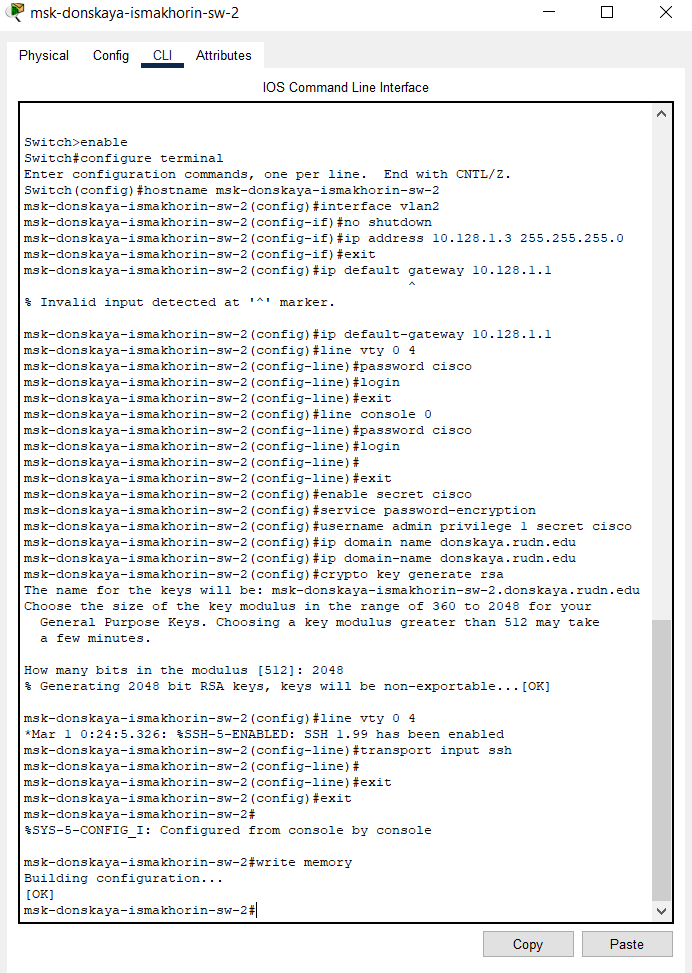 msk-donskaya-ismakhorin-sw-2
Physical Config CLI Attributes
IOS Command Line Interface
Switch>enable
Switch#configure terminal
Enter configuration commands, one per line.  End with CNTL/Z.
Switch(config)#hostname msk-donskaya-ismakhorin-sw-2
msk-donskaya-ismakhorin-sw-2(config)#interface vlan2
msk-donskaya-ismakhorin-sw-2(config-if)#no shutdown
msk-donskaya-ismakhorin-sw-2(config-if)#ip address 10.128.1.3 255.255.255.0
msk-donskaya-ismakhorin-sw-2(config-if)#exit
msk-donskaya-ismakhorin-sw-2(config)#ip default gateway 10.128.1.1
^
% Invalid input detected at '^' marker.
msk-donskaya-ismakhorin-sw-2(config)#ip default-gateway 10.128.1.1
msk-donskaya-ismakhorin-sw-2(config)#line vty 0 4
msk-donskaya-ismakhorin-sw-2(config-line)#password cisco
msk-donskaya-ismakhorin-sw-2(config-line)#login
msk-donskaya-ismakhorin-sw-2(config-line)#exit
msk-donskaya-ismakhorin-sw-2(config)#line console 0
msk-donskaya-ismakhorin-sw-2(config-line)#password cisco
msk-donskaya-ismakhorin-sw-2(config-line)#login
msk-donskaya-ismakhorin-sw-2(config-line)#
msk-donskaya-ismakhorin-sw-2(config-line)#exit
msk-donskaya-ismakhorin-sw-2(config)#enable secret cisco
msk-donskaya-ismakhorin-sw-2(config)#service password-encryption
msk-donskaya-ismakhorin-sw-2(config)#username admin privilege 1 secret cisco
msk-donskaya-ismakhorin-sw-2(config)#ip domain name donskaya.rudn.edu
msk-donskaya-ismakhorin-sw-2(config)#ip domain-name donskaya.rudn.edu
msk-donskaya-ismakhorin-sw-2(config)#crypto key generate rsa
The name for the keys will be: msk-donskaya-ismakhorin-sw-2.donskaya.rudn.edu
Choose the size of the key modulus in the range of 360 to 2048 for your
General Purpose Keys. Choosing a key modulus greater than 512 may take
a few minutes.
How many bits in the modulus [512]: 2048
% Generating 2048 bit RSA keys, keys will be non-exportable...[OK]
msk-donskaya-ismakhorin-sw-2(config)#line vty 0 4
*Mar 1 0:24:5.326: %SSH-5-ENABLED: SSH 1.99 has been enabled
msk-donskaya-ismakhorin-sw-2(config-line)#transport input ssh
msk-donskaya-ismakhorin-sw-2(config-line)#
msk-donskaya-ismakhorin-sw-2(config-line)#exit
msk-donskaya-ismakhorin-sw-2(config)#exit
msk-donskaya-ismakhorin-sw-2#
%SYS-5-CONFIG_I: Configured from console by console
msk-donskaya-ismakhorin-sw-2#write memory
Building configuration...
[OK]
msk-donskaya-ismakhorin-sw-2#
Copy Paste